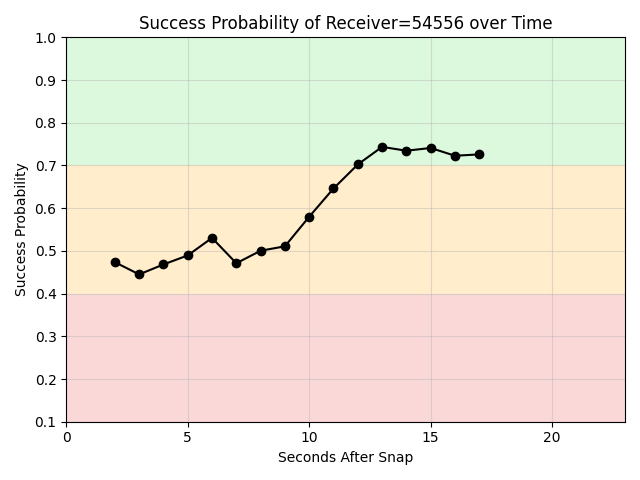 Success Probability of Receiver=54556 over Time
1.0
0.9
0.8
0.7
0.6
0.5
0.4
0.3
0.2
0.1
Success Probability
0 5 10 15 20
Seconds After Snap